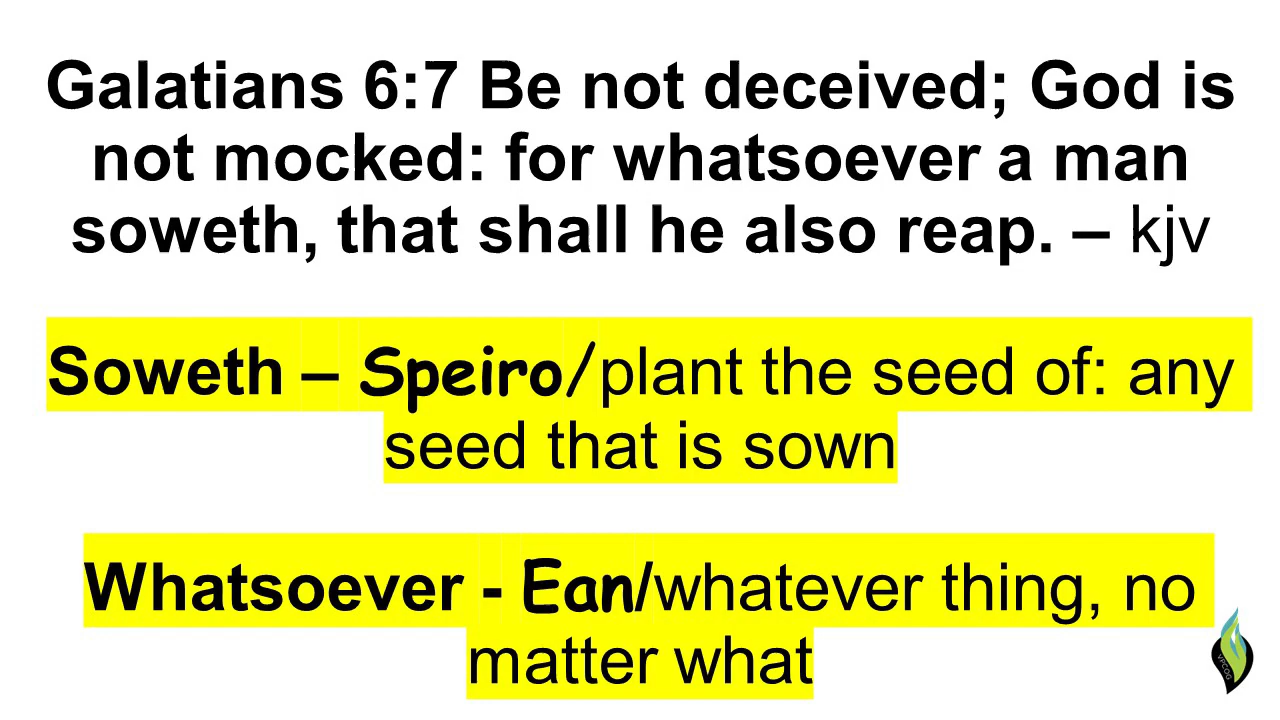 Galatians 6:7 Be not deceived; God is
not mocked: for whatsoever a man
soweth, that shall he also reap. – kjv
Soweth – Speiro/plant the seed of: any
seed that is sown
Whatsoever - Ean/whatever thing, no
matter what
VPCOG